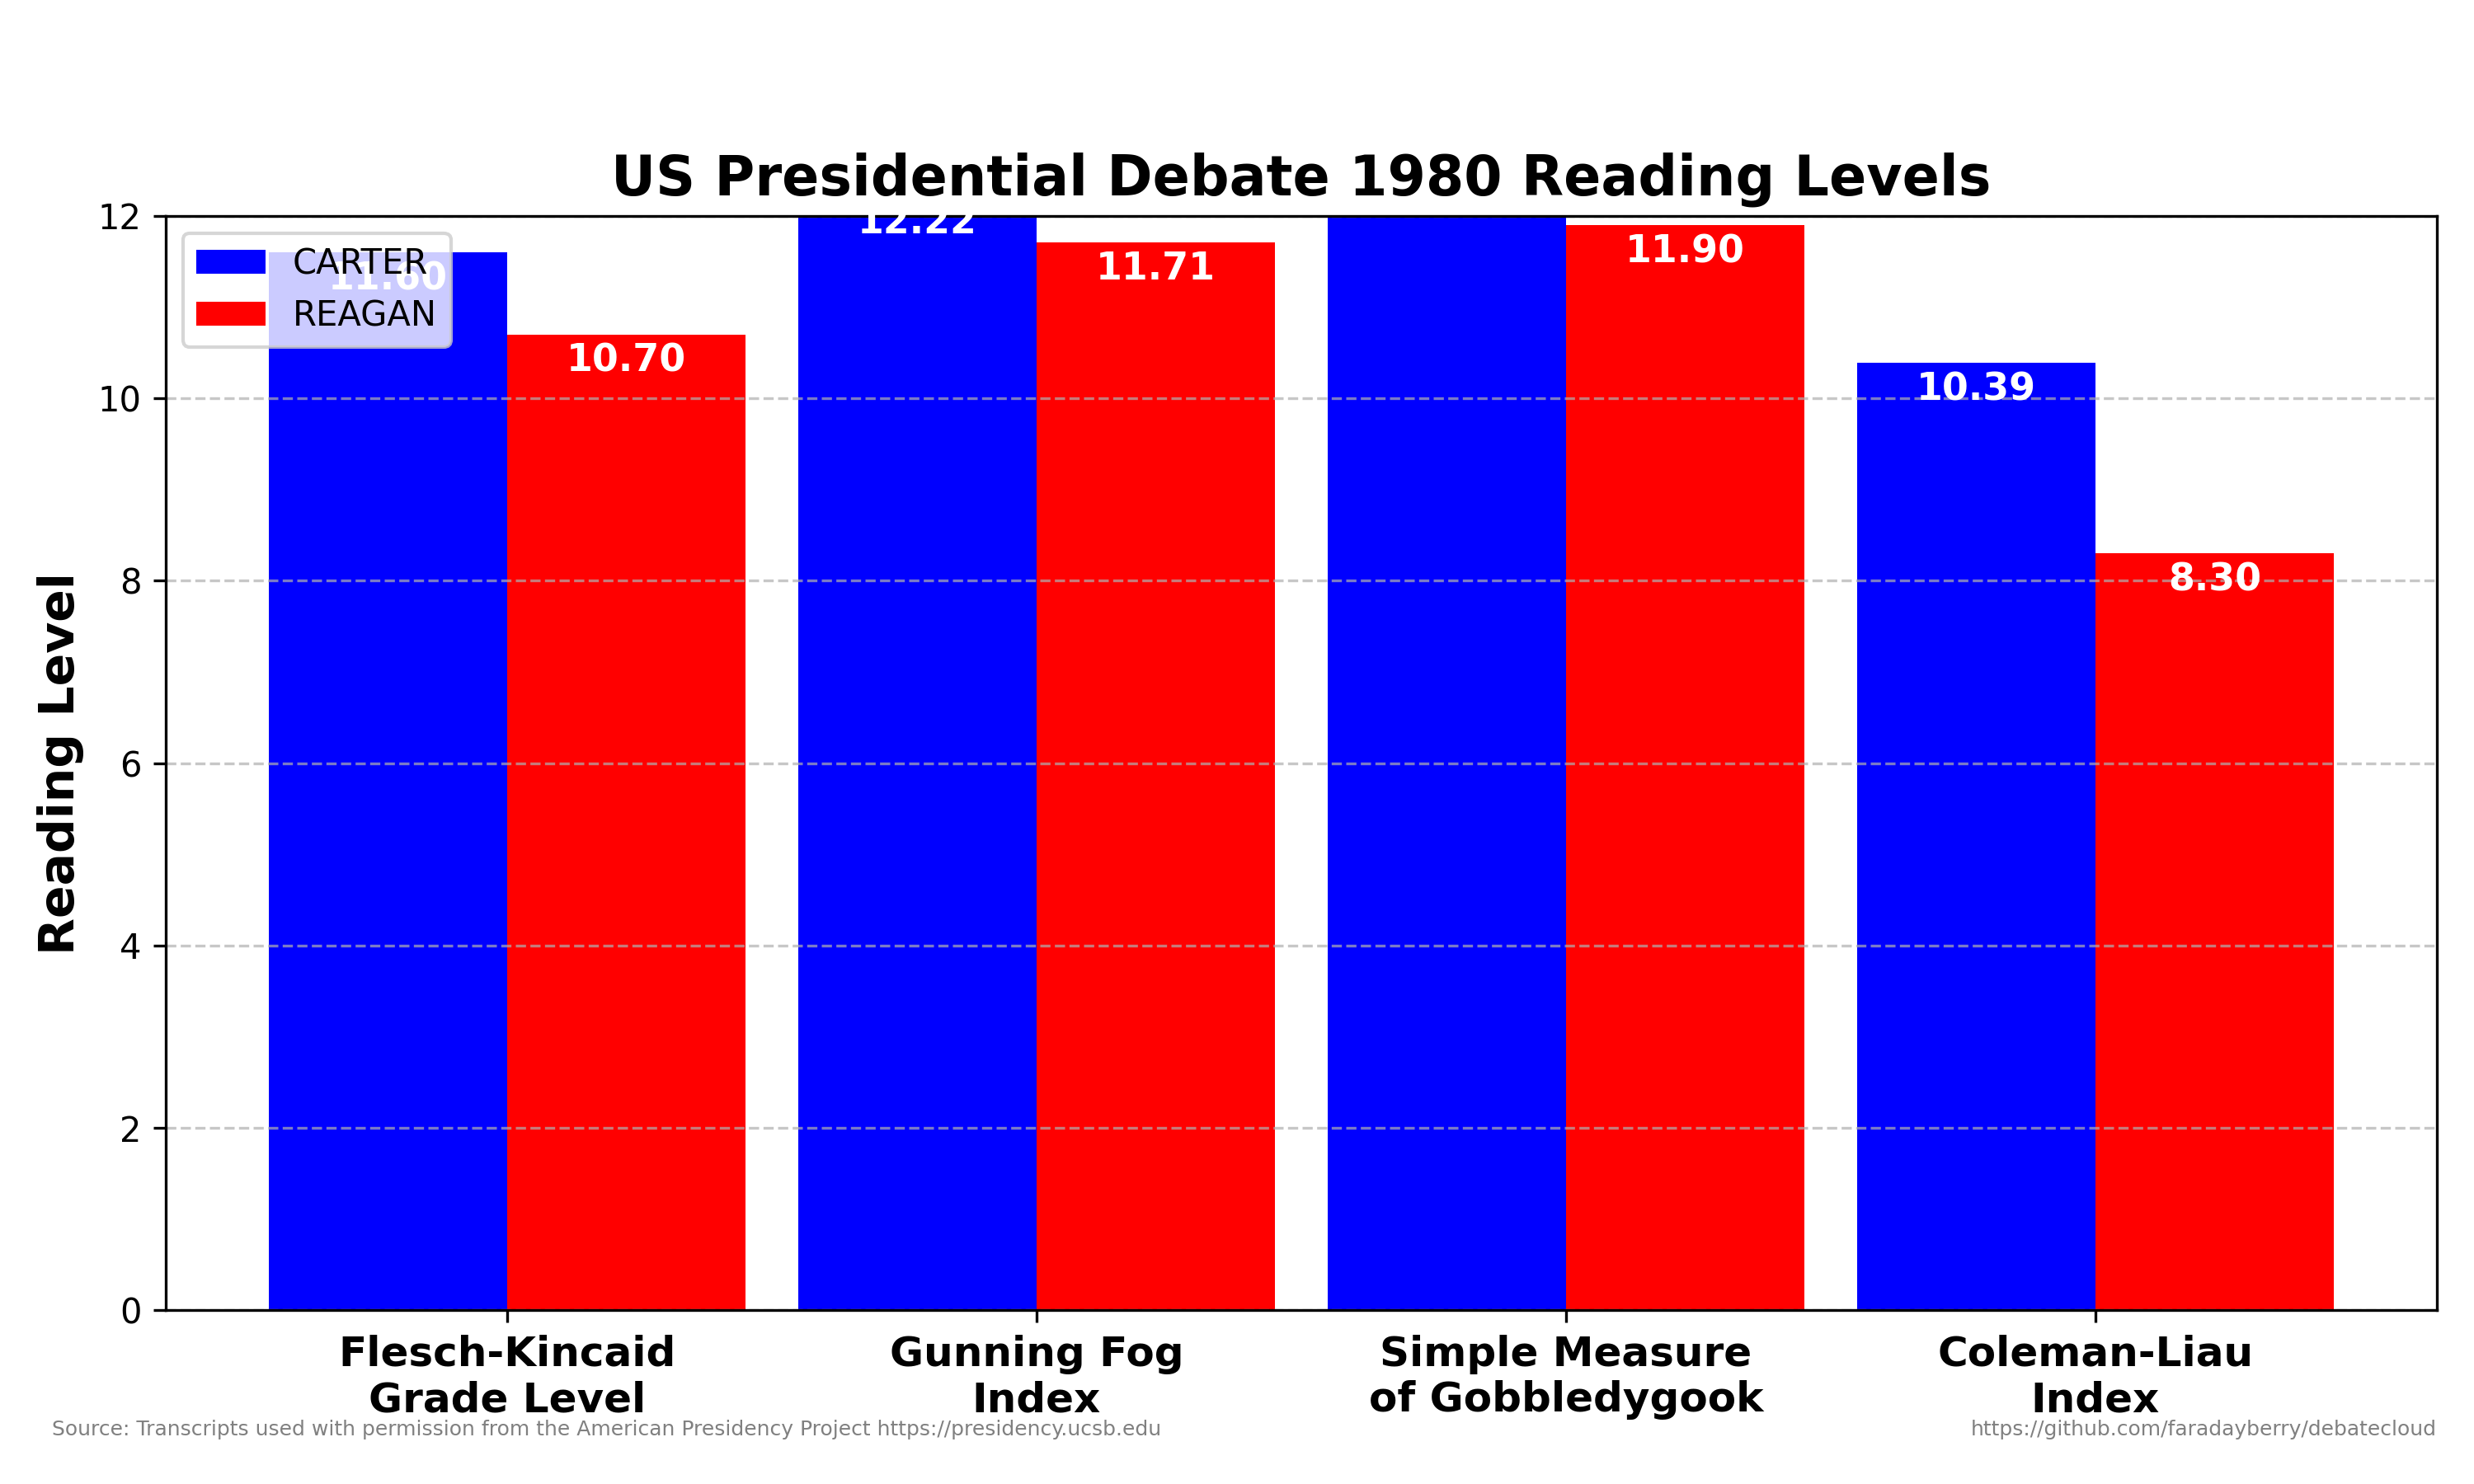 US Presidential Debate 1980 Reading Levels
12
10
8
6
4
2
0
Reading Level
CARTER
REAGAN
11.60
10.70
12.22
11.71
11.90
10.39
8.30
Flesch-Kincaid
Grade Level
Gunning Fog
Index
Simple Measure
of Gobbledygook
Coleman-Liau
Index
Source: Transcripts used with permission from the American Presidency Project https://presidency.ucsb.edu
https://github.com/faradayberry/debatecloud